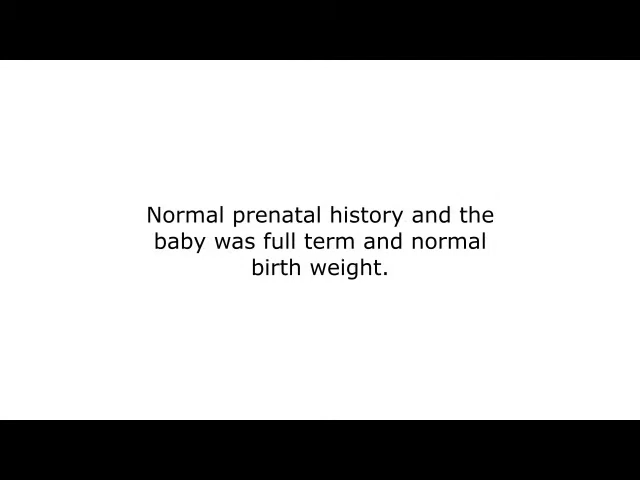 Normal prenatal history and the
baby was full term and normal
birth weight.